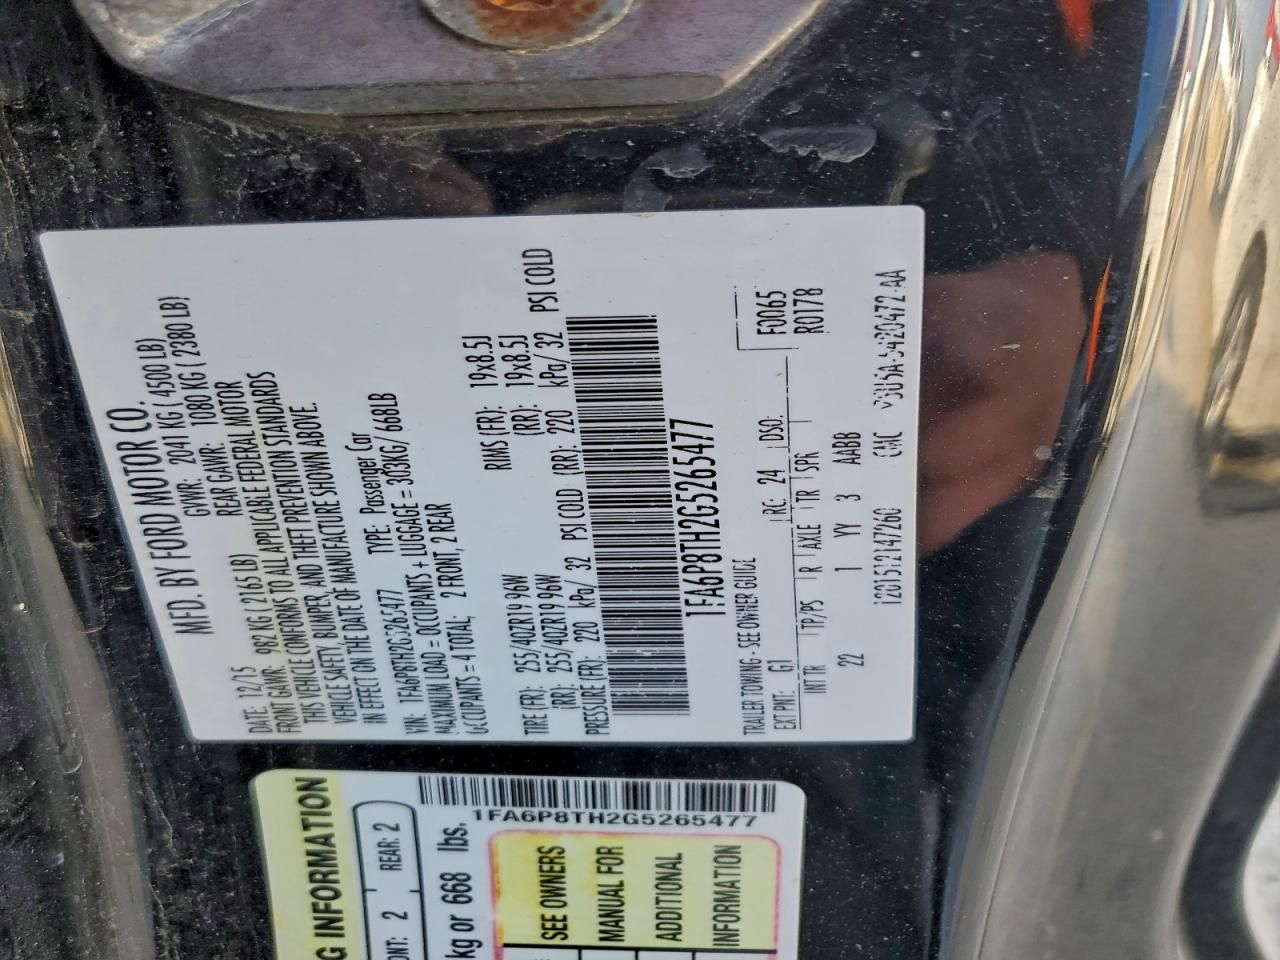 MFD. BY FORD MOTOR CO.
DATE: 12/15 GVWR: 2041 KG ( 4500 LB)
FRONT GAWR: 982 KG ( 2165 LB) REAR GAWR: 1080 KG ( 2380 LB)
THIS VEHICLE CONFORMS TO ALL APPLICABLE FEDERAL MOTOR
VEHICLE SAFETY, BUMPER, AND THEFT PREVENTION STANDARDS
IN EFFECT ON THE DATE OF MANUFACTURE SHOWN ABOVE.
VIN: 1FA6P8TH2G5265477 TYPE: Passenger Car
MAXIMUM LOAD = OCCUPANTS + LUGGAGE = 303KG/ 668LB
OCCUPANTS = 4 TOTAL; 2 FRONT, 2 REAR
TIRE (FR): 255/40ZR19 96W RIMS (FR): 19x8.5J
(RR): 255/40ZR19 96W (RR): 19x8.5J
PRESSURE (FR): 220 kPa/ 32 PSI COLD (RR): 220 kPa/ 32 PSI COLD
1FA6P8TH2G5265477
TRAILER TOWING - SEE OWNER GUIDE
F0065
R0178
EXT PNT: G1 RC: 24 DSO:
INT TR TP/PS R AXLE TR SPR
22 1 YY 3 AABB
CMC
1FA6P8TH2G5265477
G INFORMATION
ONT: 2 REAR: 2
kg or 668 lbs.
SEE OWNERS
MANUAL FOR
ADDITIONAL
INFORMATION